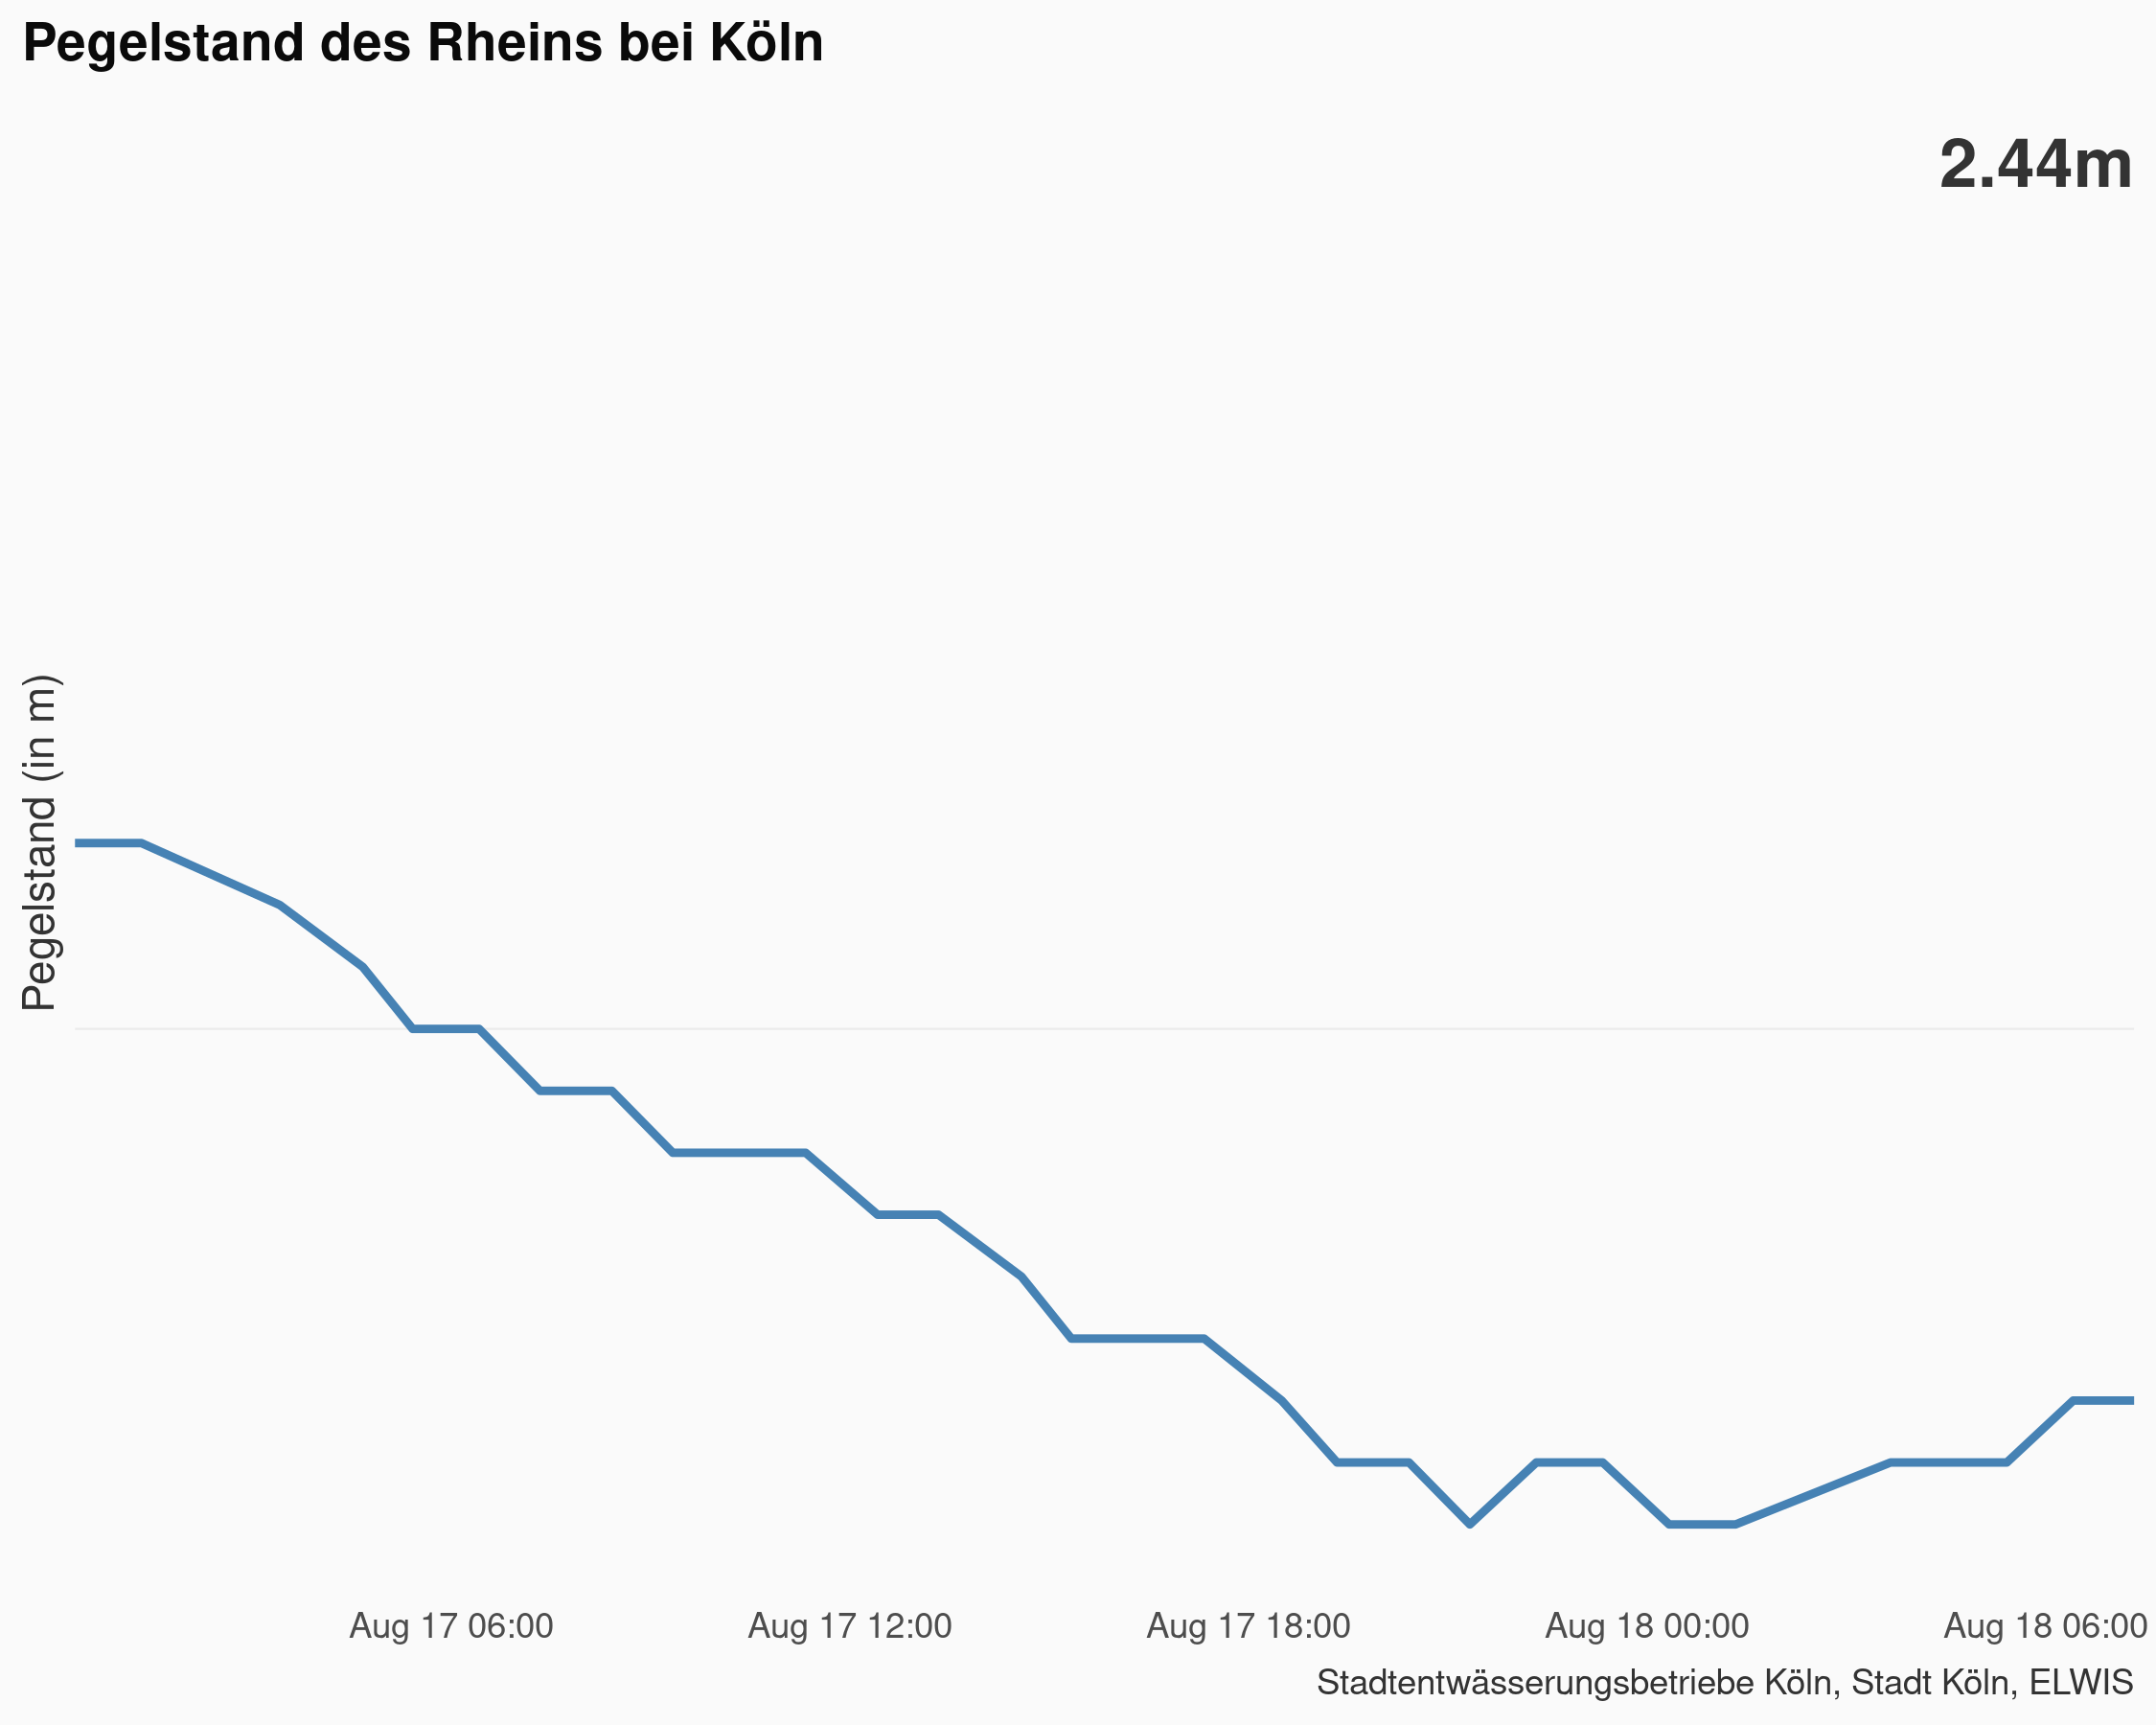 Pegelstand des Rheins bei Köln
2.44m
Pegelstand (in m)
Aug 17 06:00
Aug 17 12:00
Aug 17 18:00
Aug 18 00:00
Aug 18 06:00
Stadtentwässerungsbetriebe Köln, Stadt Köln, ELWIS